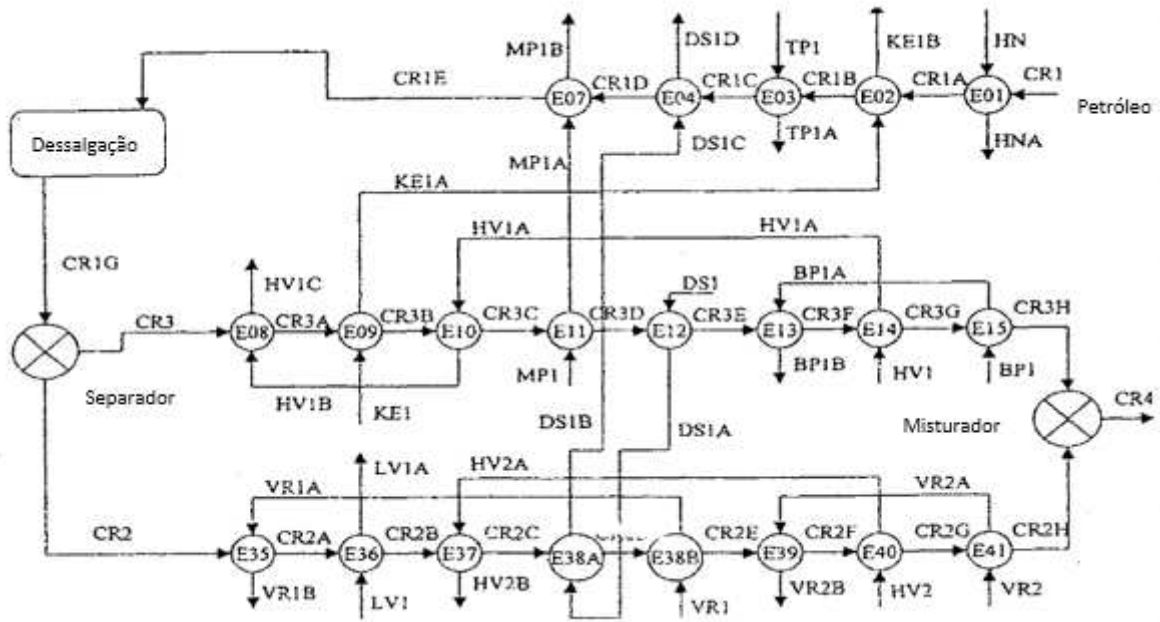 MP1B
DS1D
TP1
KE1B
HN
CR1E
CR1D
CR1C
CR1B
CR1A
CR1
E07
E04
E03
E02
E01
Petróleo
Dessalgação
TP1A
HNA
DS1C
MP1A
KE1A
HV1A
HV1A
CR1G
HV1C
DS1
BP1A
CR3
CR3A
CR3B
CR3C
CR3D
CR3E
CR3F
CR3G
CR3H
E08
E09
E10
E11
E12
E13
E14
E15
Separador
HV1B
KE1
MP1
DS1B
DS1A
BP1B
HV1
BP1
Misturador
CR4
VR1A
LV1A
HV2A
VR2A
CR2
CR2A
CR2B
CR2C
CR2E
CR2F
CR2G
CR2H
E35
E36
E37
E38A
E38B
E39
E40
E41
VR1B
LV1
HV2B
VR1
VR2B
HV2
VR2